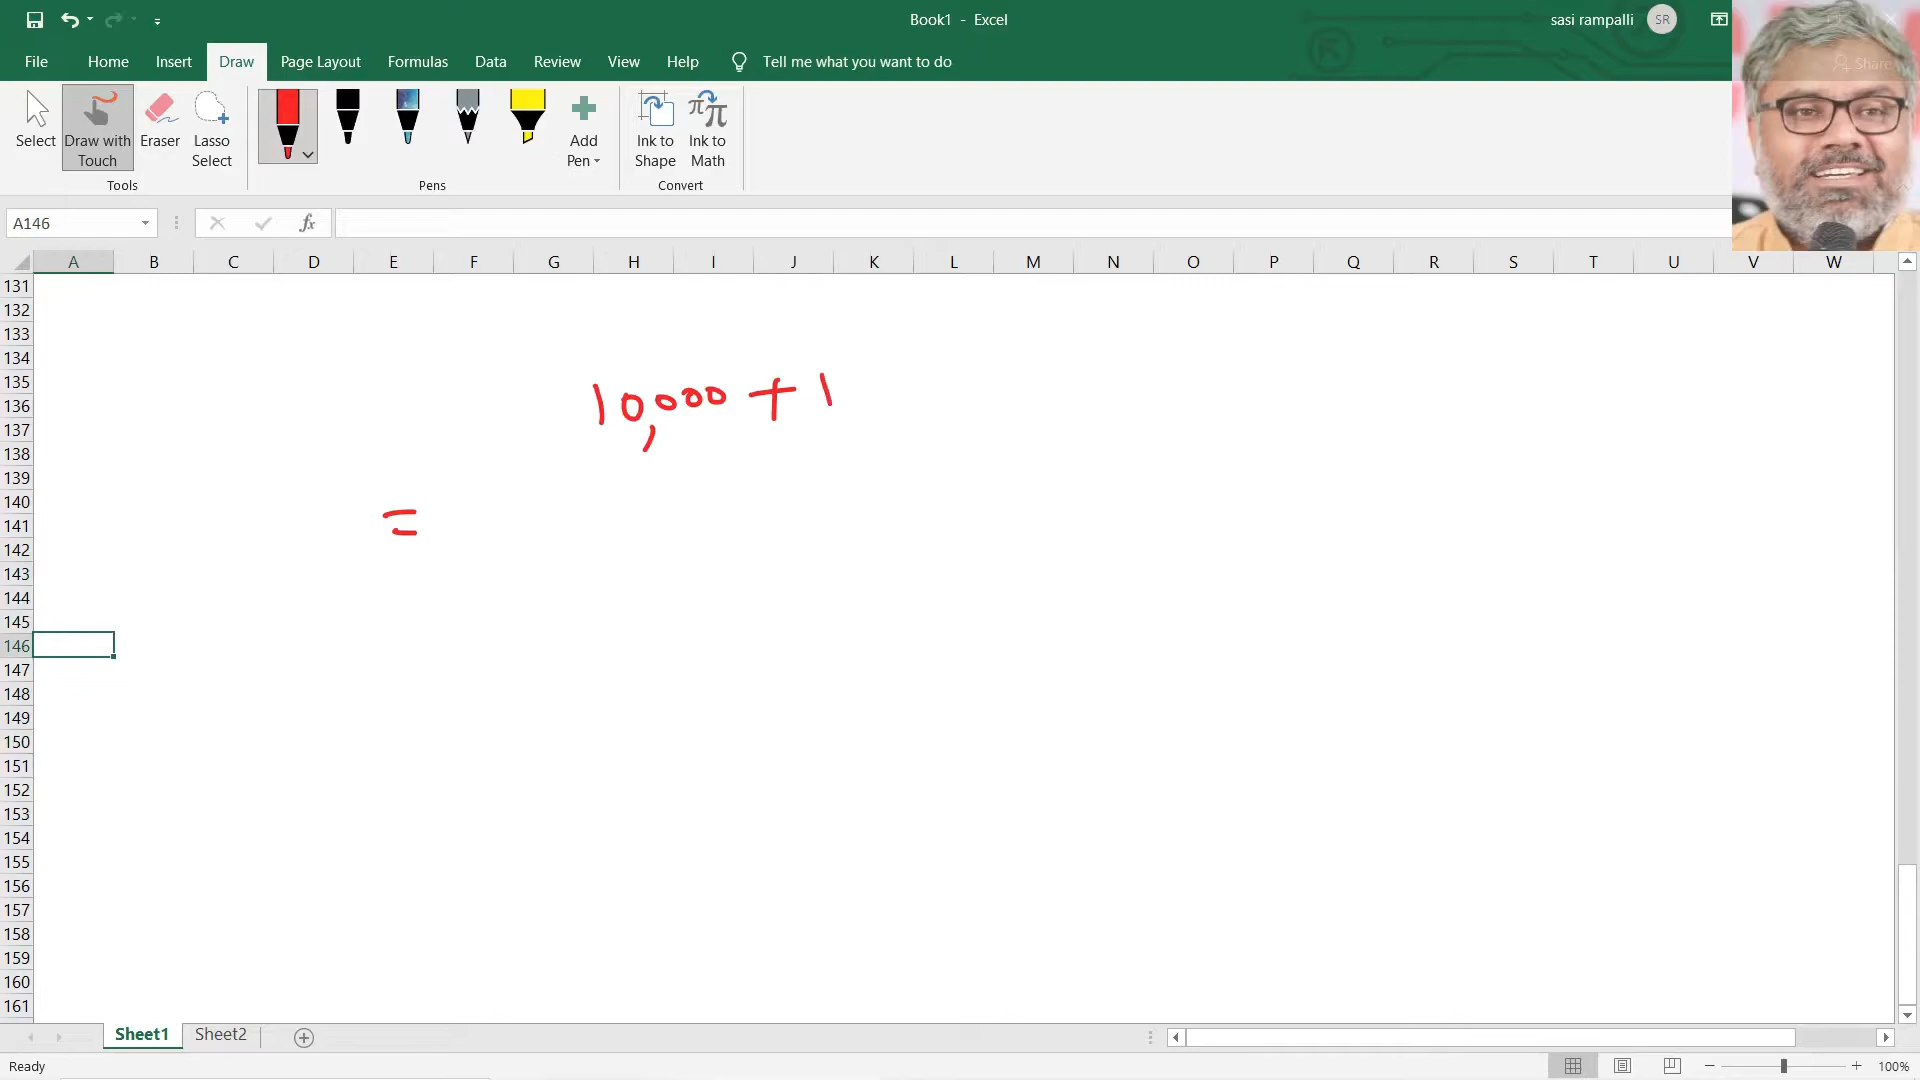 Book1 - Excel
sasi rampalli SR
File Home Insert Draw Page Layout Formulas Data Review View Help Tell me what you want to do
Share
Select Draw with Touch Eraser Lasso Select Add Pen Ink to Shape Ink to Math
Tools Pens Convert
A146 fx
A B C D E F G H I J K L M N O P Q R S T U V W
131
132
133
134
135
136
10,000 + 1
137
138
139
140
141
=
142
143
144
145
146
147
148
149
150
151
152
153
154
155
156
157
158
159
160
161
Sheet1 Sheet2
Ready 100%